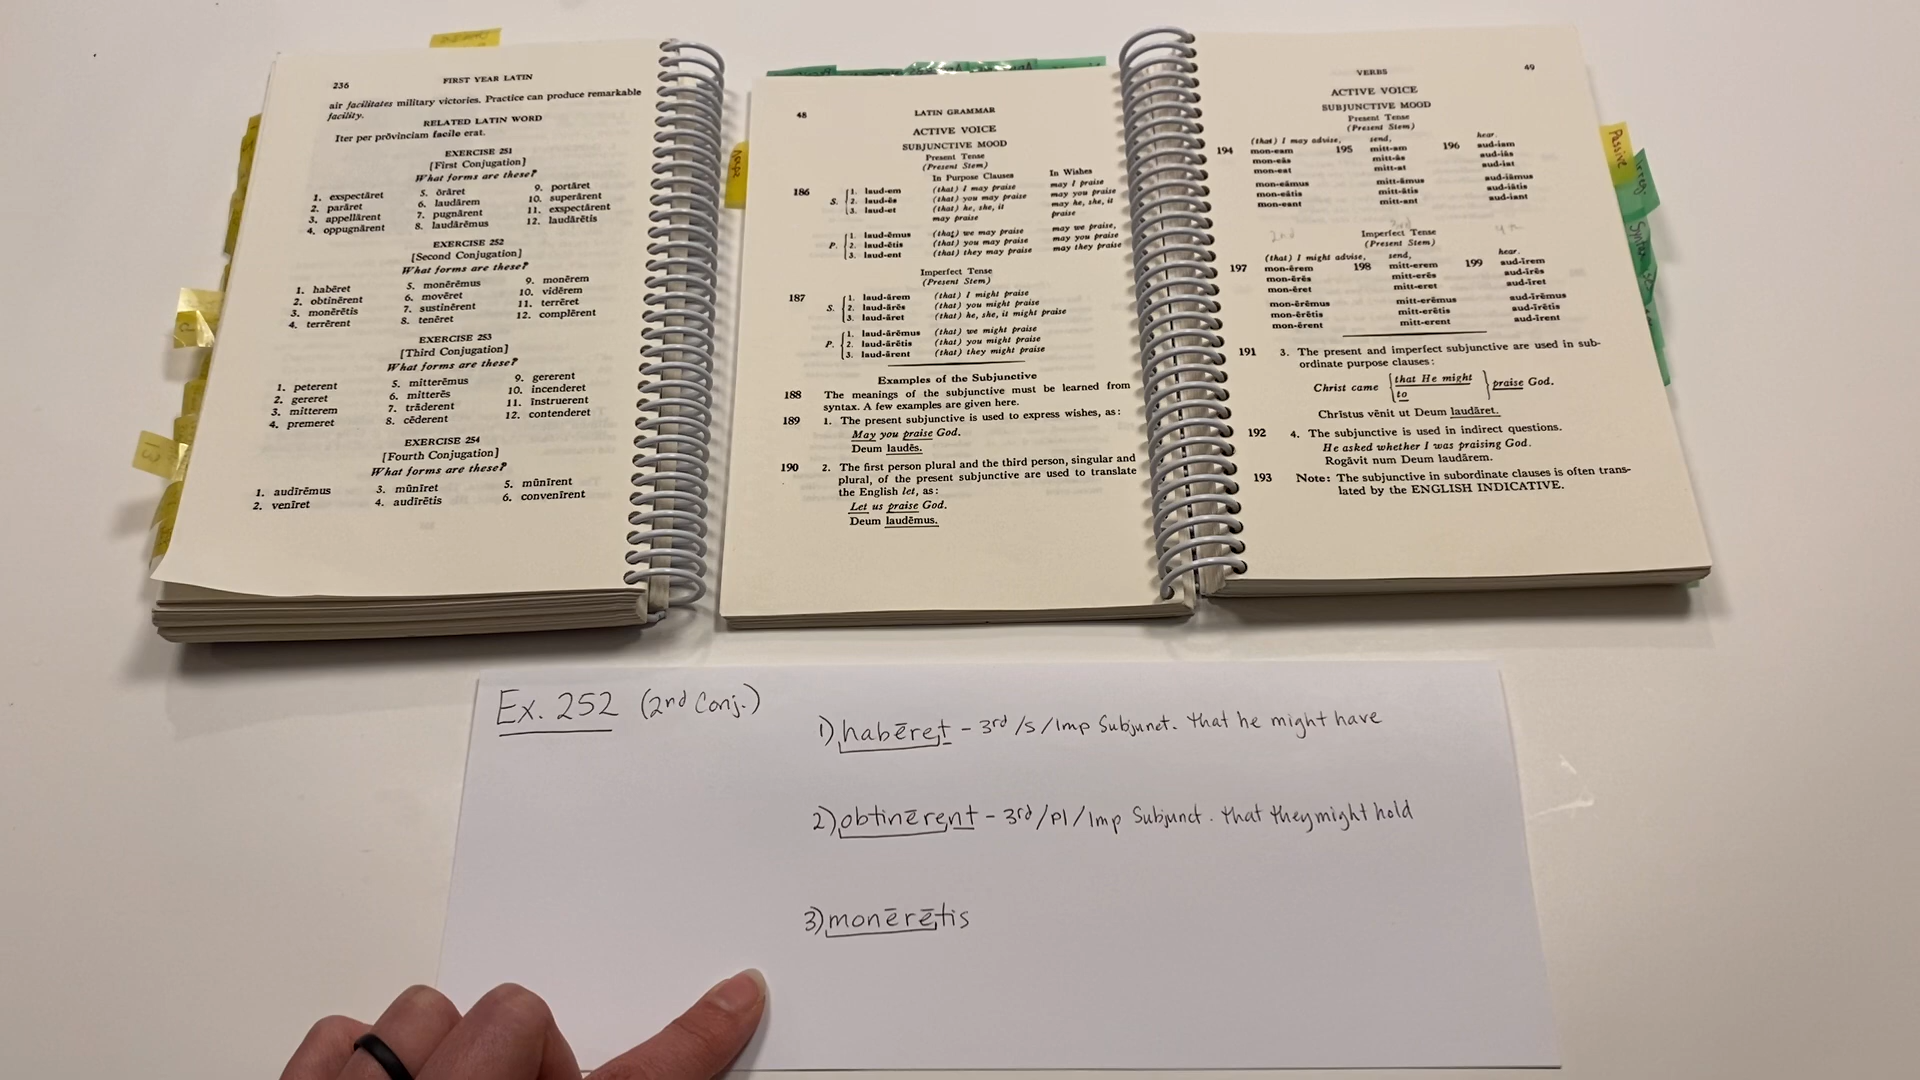 236 FIRST YEAR LATIN
air facilitates military victories. Practice can produce remarkable
facility.
RELATED LATIN WORD
Iter per prōvinciam facile erat.
EXERCISE 251
[First Conjugation]
What forms are these?
1. exspectāret 5. ōrāret 9. portāret
2. parāret 6. laudārem 10. superārent
3. appellārent 7. pugnārent 11. exspectārent
4. oppugnārent 8. laudārēmus 12. laudārētis
EXERCISE 252
[Second Conjugation]
What forms are these?
1. habēret 5. monērēmus 9. monērem
2. obtinērent 6. movēret 10. vidērem
3. monērētis 7. sustinērent 11. terrēret
4. terrērent 8. tenēret 12. complērent
EXERCISE 253
[Third Conjugation]
What forms are these?
1. peterent 5. mitterēmus 9. gererent
2. gereret 6. mitterēs 10. incenderet
3. mitterem 7. trāderent 11. īnstruerent
4. premeret 8. cēderent 12. contenderet
EXERCISE 254
[Fourth Conjugation]
What forms are these?
1. audīrēmus 3. mūnīret 5. mūnīrent
2. venīret 4. audīrētis 6. convenīrent
48 LATIN GRAMMAR
ACTIVE VOICE
SUBJUNCTIVE MOOD
Present Tense
(Present Stem)
In Purpose Clauses In Wishes
186 S. 1. laud-em (that) I may praise may I praise
2. laud-ēs (that) you may praise may you praise
3. laud-et (that) he, she, it may he, she, it
may praise praise
P. 1. laud-ēmus (that) we may praise may we praise,
2. laud-ētis (that) you may praise may you praise
3. laud-ent (that) they may praise may they praise
Imperfect Tense
(Present Stem)
187 S. 1. laud-ārem (that) I might praise
2. laud-ārēs (that) you might praise
3. laud-āret (that) he, she, it might praise
P. 1. laud-ārēmus (that) we might praise
2. laud-ārētis (that) you might praise
3. laud-ārent (that) they might praise
Examples of the Subjunctive
188 The meanings of the subjunctive must be learned from
syntax. A few examples are given here.
189 1. The present subjunctive is used to express wishes, as:
May you praise God.
Deum laudēs.
190 2. The first person plural and the third person, singular and
plural, of the present subjunctive are used to translate
the English let, as:
Let us praise God.
Deum laudēmus.
VERBS 49
ACTIVE VOICE
SUBJUNCTIVE MOOD
Present Tense
(Present Stem)
(that) I may advise, send, hear.
194 mon-eam 195 mitt-am 196 aud-iam
mon-eās mitt-ās aud-iās
mon-eat mitt-at aud-iat
mon-eāmus mitt-āmus aud-iāmus
mon-eātis mitt-ātis aud-iātis
mon-eant mitt-ant aud-iant
2nd 3rd 4th
Imperfect Tense
(Present Stem)
(that) I might advise, send, hear.
197 mon-ērem 198 mitt-erem 199 aud-īrem
mon-ērēs mitt-erēs aud-īrēs
mon-ēret mitt-eret aud-īret
mon-ērēmus mitt-erēmus aud-īrēmus
mon-ērētis mitt-erētis aud-īrētis
mon-ērent mitt-erent aud-īrent
191 3. The present and imperfect subjunctive are used in sub-
ordinate purpose clauses:
Christ came {that He might / to} praise God.
Chrīstus vēnit ut Deum laudāret.
192 4. The subjunctive is used in indirect questions.
He asked whether I was praising God.
Rogāvit num Deum laudārem.
193 Note: The subjunctive in subordinate clauses is often trans-
lated by the ENGLISH INDICATIVE.
Passive
Ex. 252 (2nd Conj.)
1) habēret – 3rd/s/Imp Subjunct. that he might have
2) obtinērent – 3rd/pl/Imp Subjunct. that they might hold
3) monērētis